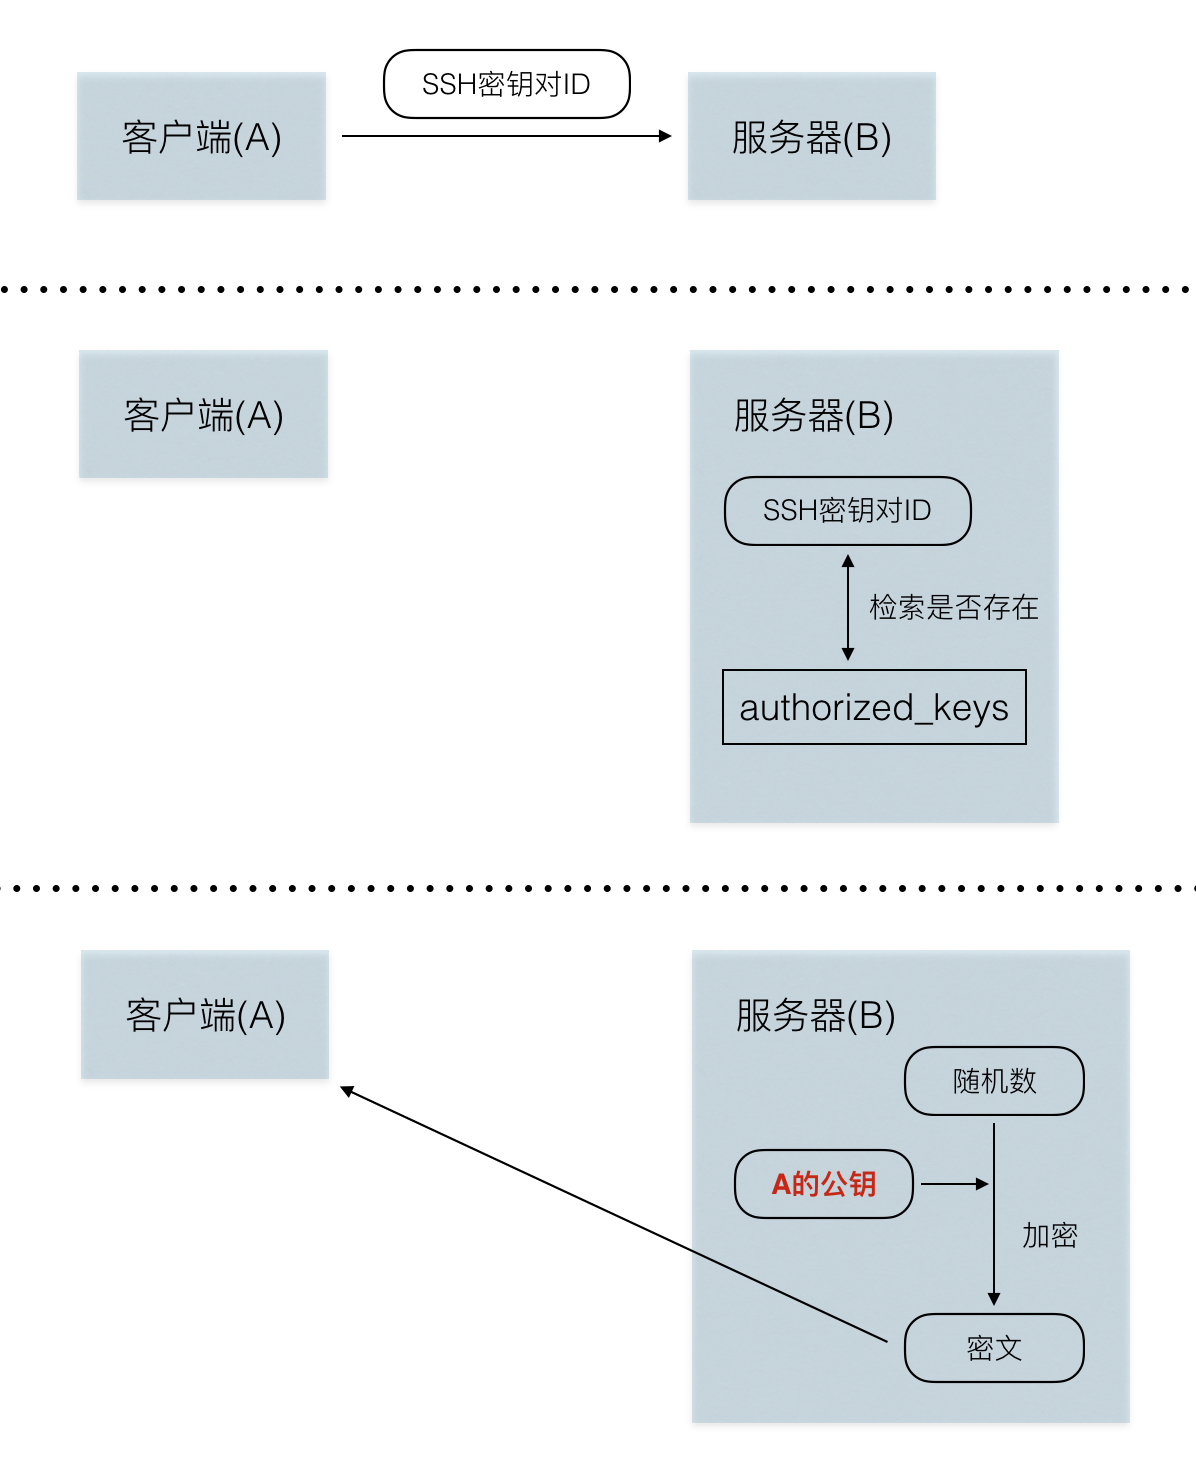 SSH密钥对ID
客户端(A)
服务器(B)
客户端(A)
服务器(B)
SSH密钥对ID
检索是否存在
authorized_keys
客户端(A)
服务器(B)
随机数
A的公钥
加密
密文